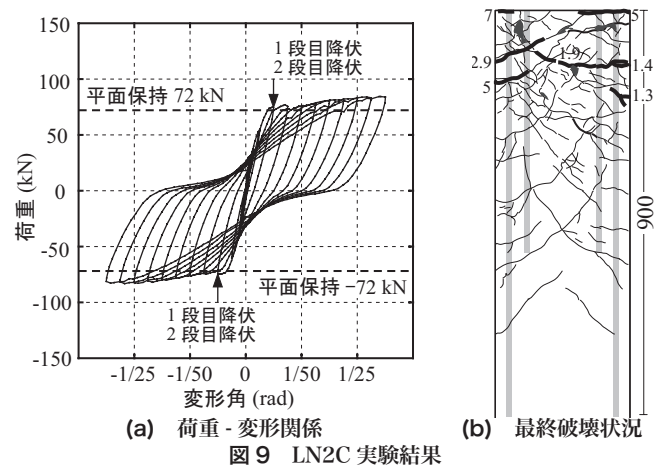 150
100
50
0
-50
-100
-150
荷重 (kN)
1 段目降伏
2 段目降伏
平面保持 72 kN
平面保持 −72 kN
1 段目降伏
2 段目降伏
-1/25
-1/50
0
1/50
1/25
変形角 (rad)
(a) 荷重 - 変形関係
7
5
2.9
1.9
1.4
5
1.3
900
(b) 最終破壊状況
図 9 LN2C 実験結果